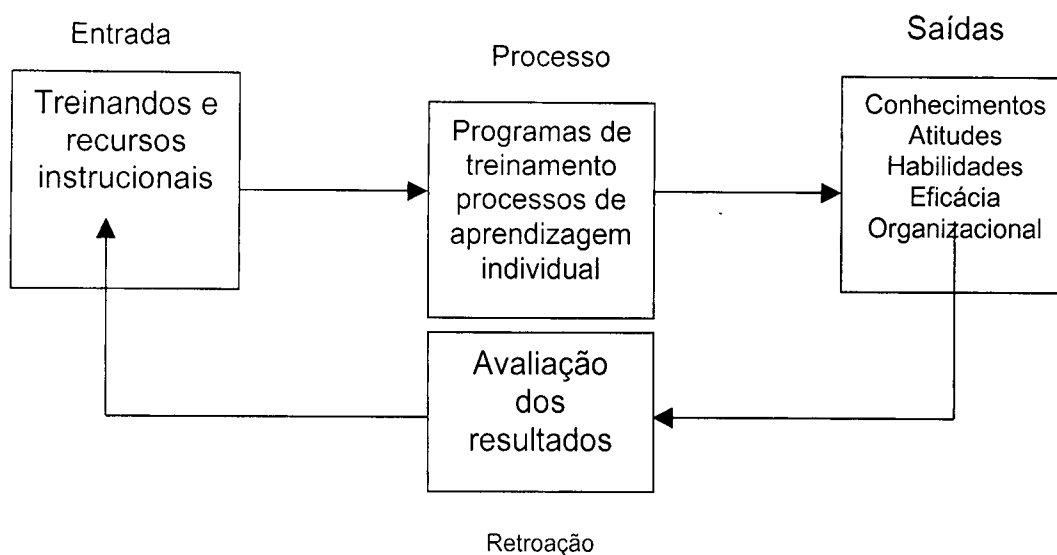 Entrada
Treinandos e
recursos
instrucionais
Processo
Programas de
treinamento
processos de
aprendizagem
individual
Saídas
Conhecimentos
Atitudes
Habilidades
Eficácia
Organizacional
Avaliação
dos
resultados
Retroação